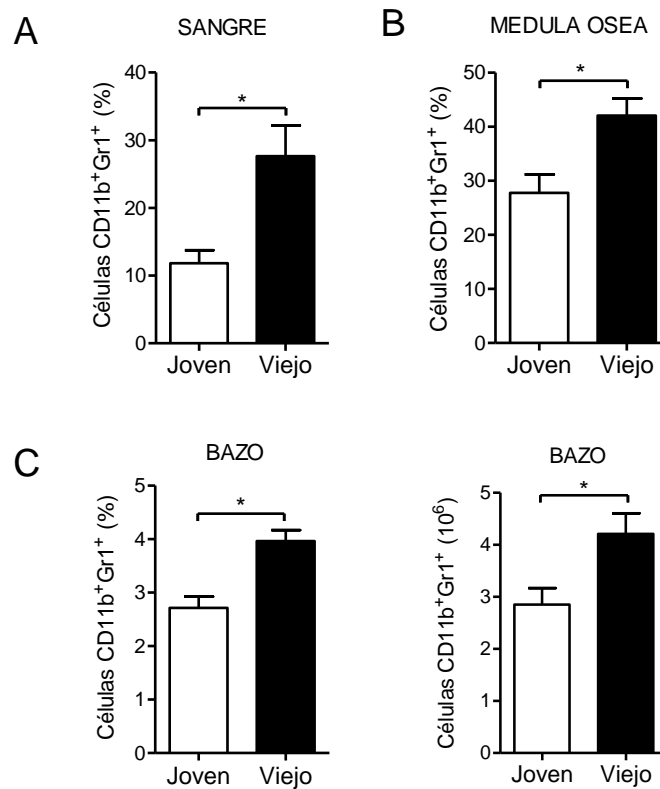 A
SANGRE
Células CD11b+Gr1+ (%)
40
30
20
10
0
*
Joven
Viejo
B
MEDULA OSEA
Células CD11b+Gr1+ (%)
50
40
30
20
10
0
*
Joven
Viejo
C
BAZO
Células CD11b+Gr1+ (%)
5
4
3
2
1
0
*
Joven
Viejo
BAZO
Células CD11b+Gr1+ (10⁶)
5
4
3
2
1
0
*
Joven
Viejo